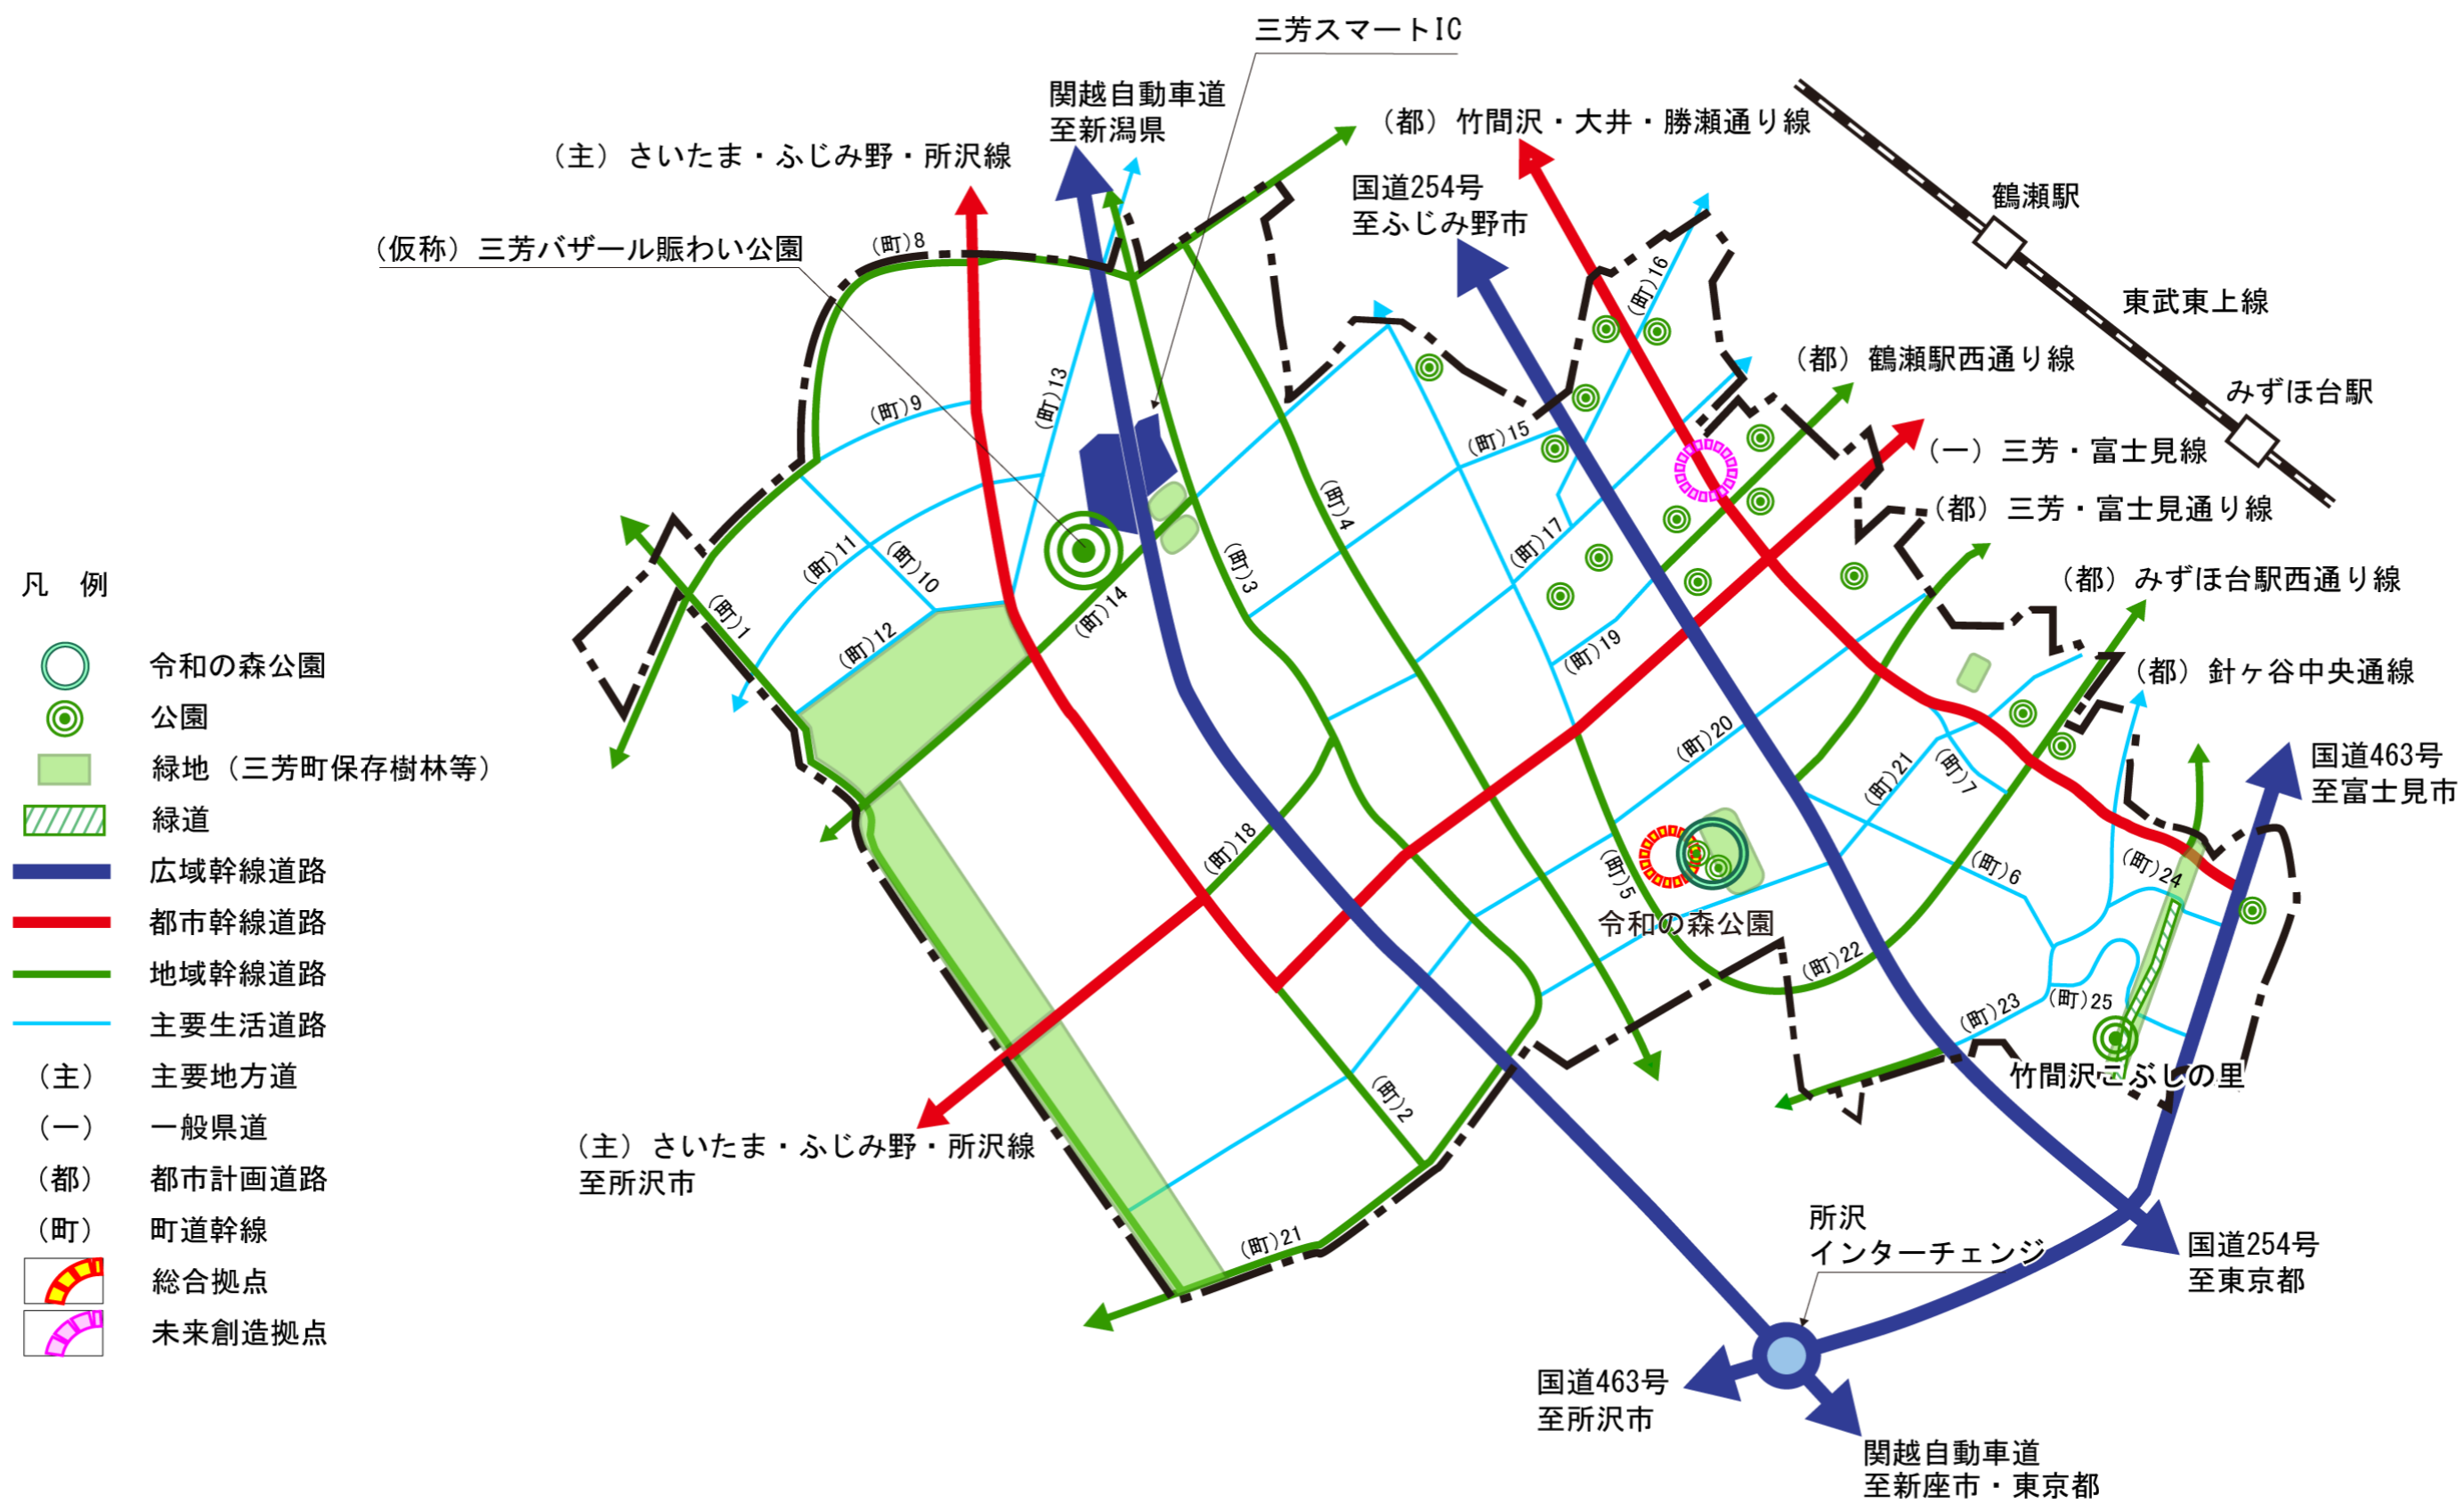 三芳スマートIC
関越自動車道
至新潟県
(都)竹間沢・大井・勝瀬通り線
(主)さいたま・ふじみ野・所沢線
国道254号
至ふじみ野市
鶴瀬駅
(仮称)三芳バザール賑わい公園
(町)8
(町)16
東武東上線
(都)鶴瀬駅西通り線
みずほ台駅
(町)9
(町)13
(町)15
(一)三芳・富士見線
(町)4
(都)三芳・富士見通り線
(町)11
(町)10
(町)3
(町)17
(都)みずほ台駅西通り線
(町)1
(町)12
(町)14
(町)19
(都)針ヶ谷中央通線
(町)20
(町)21
(町)7
国道463号
至富士見市
(町)18
(町)5
(町)6
(町)24
令和の森公園
(町)22
(町)23
(町)25
竹間沢こぶしの里
(町)2
(主)さいたま・ふじみ野・所沢線
至所沢市
(町)21
所沢
インターチェンジ
国道254号
至東京都
国道463号
至所沢市
関越自動車道
至新座市・東京都
凡 例
令和の森公園
公園
緑地(三芳町保存樹林等)
緑道
広域幹線道路
都市幹線道路
地域幹線道路
主要生活道路
(主) 主要地方道
(一) 一般県道
(都) 都市計画道路
(町) 町道幹線
総合拠点
未来創造拠点